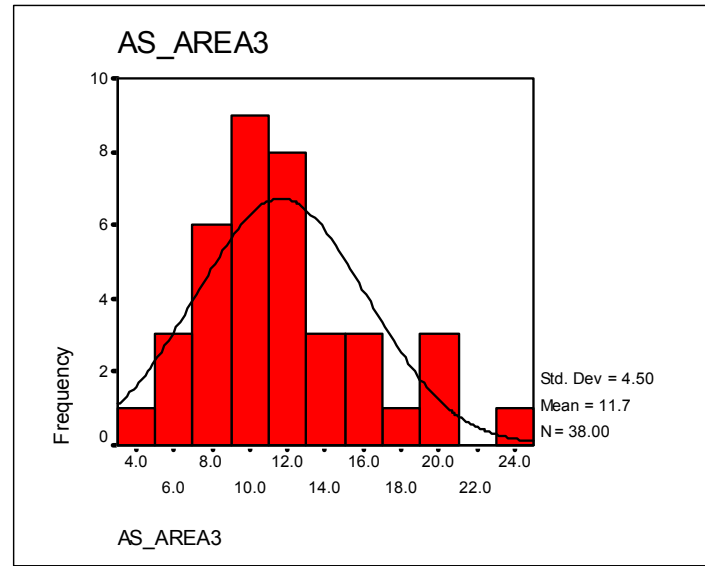 AS_AREA3
10
8
6
4
2
0
Frequency
Std. Dev = 4.50
Mean = 11.7
N = 38.00
4.0 8.0 12.0 16.0 20.0 24.0
6.0 10.0 14.0 18.0 22.0
AS_AREA3